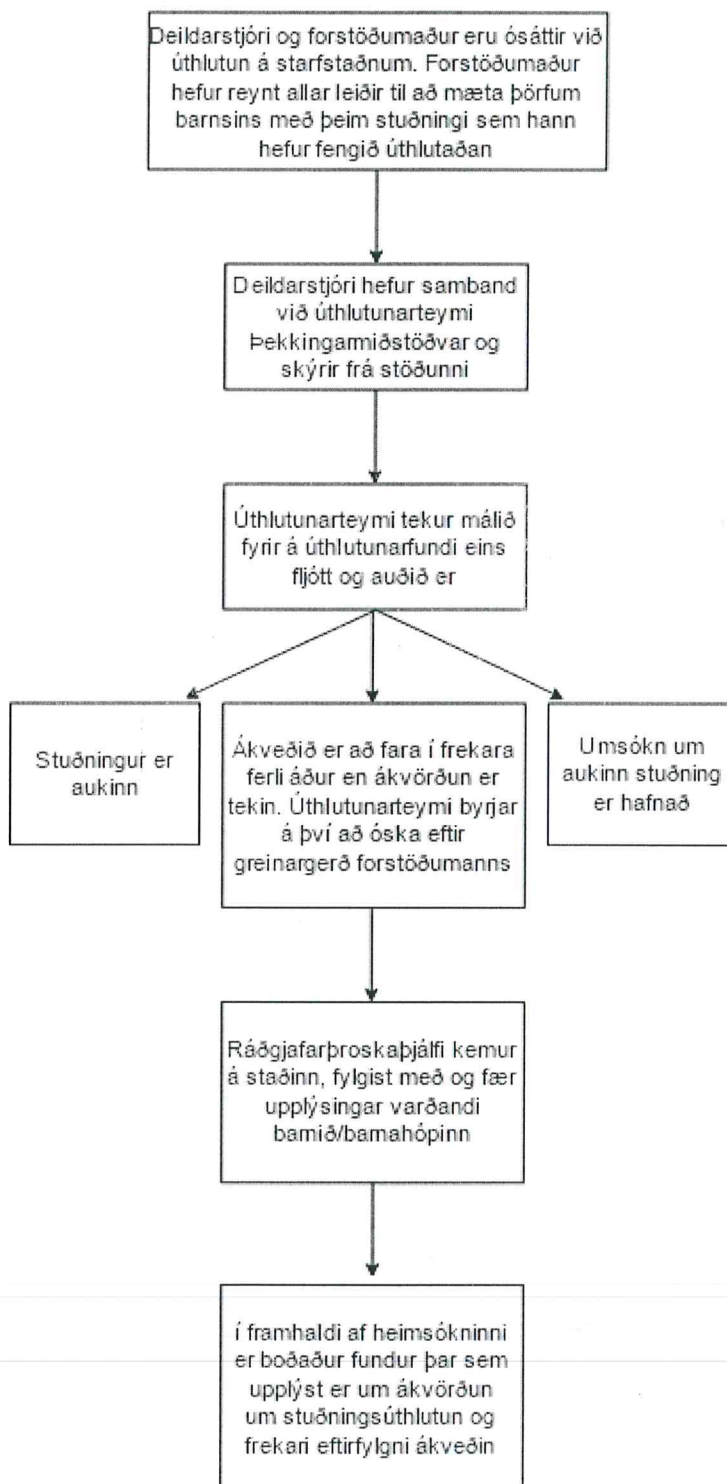 Deildarstjóri og forstöðumaður eru ósáttir við
úthlutun á starfstaðnum. Forstöðumaður
hefur reynt allar leiðir til að mæta þörfum
barnsins með þeim stuðningi sem hann
hefur fengið úthlutaðan
Deildarstjóri hefur samband
við úthlutunarteymi
Þekkingarmiðstöðvar og
skýrir frá stöðunni
Úthlutunarteymi tekur málið
fyrir á úthlutunarfundi eins
fljótt og auðið er
Stuðningur er
aukinn
Ákveðið er að fara í frekara
ferli áður en ákvörðun er
tekin. Úthlutunarteymi byrjar
á því að óska eftir
greinargerð forstöðumanns
Umsókn um
aukinn stuðning
er hafnað
Ráðgjafarþroskaþjálfi kemur
á staðinn, fylgist með og fær
upplýsingar varðandi
barnið/barnahópinn
í framhaldi af heimsókninni
er boðaður fundur þar sem
upplýst er um ákvörðun
um stuðningsúthlutun og
frekari eftirfylgni ákveðin